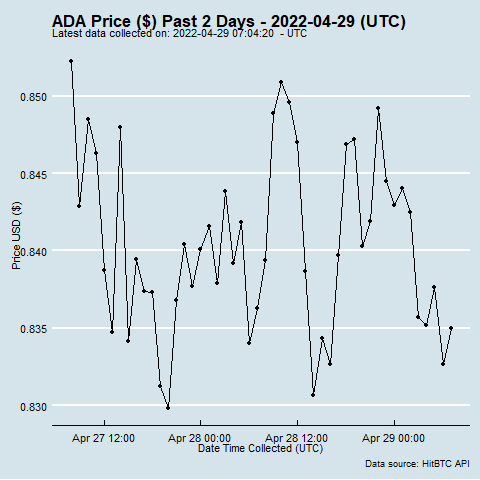 ADA Price ($) Past 2 Days - 2022-04-29 (UTC)
Latest data collected on: 2022-04-29 07:04:20  - UTC
0.850
0.845
0.840
0.835
0.830
Price USD ($)
Apr 27 12:00 Apr 28 00:00 Apr 28 12:00 Apr 29 00:00
Date Time Collected (UTC)
Data source: HitBTC API